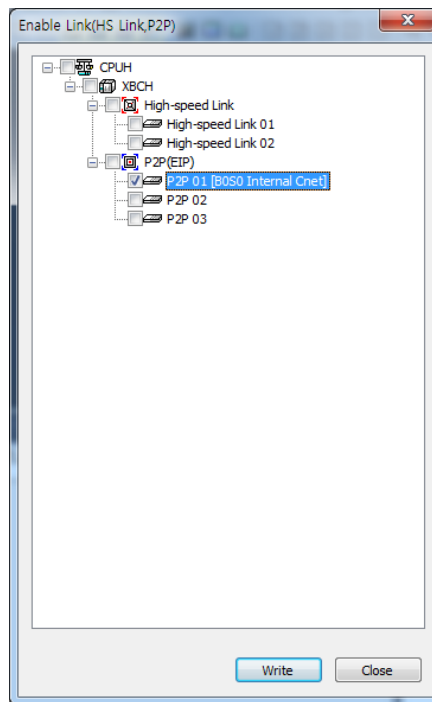 Enable Link(HS Link,P2P)
CPUH
XBCH
High-speed Link
High-speed Link 01
High-speed Link 02
P2P(EIP)
P2P 01 [B0S0 Internal Cnet]
P2P 02
P2P 03
Write Close